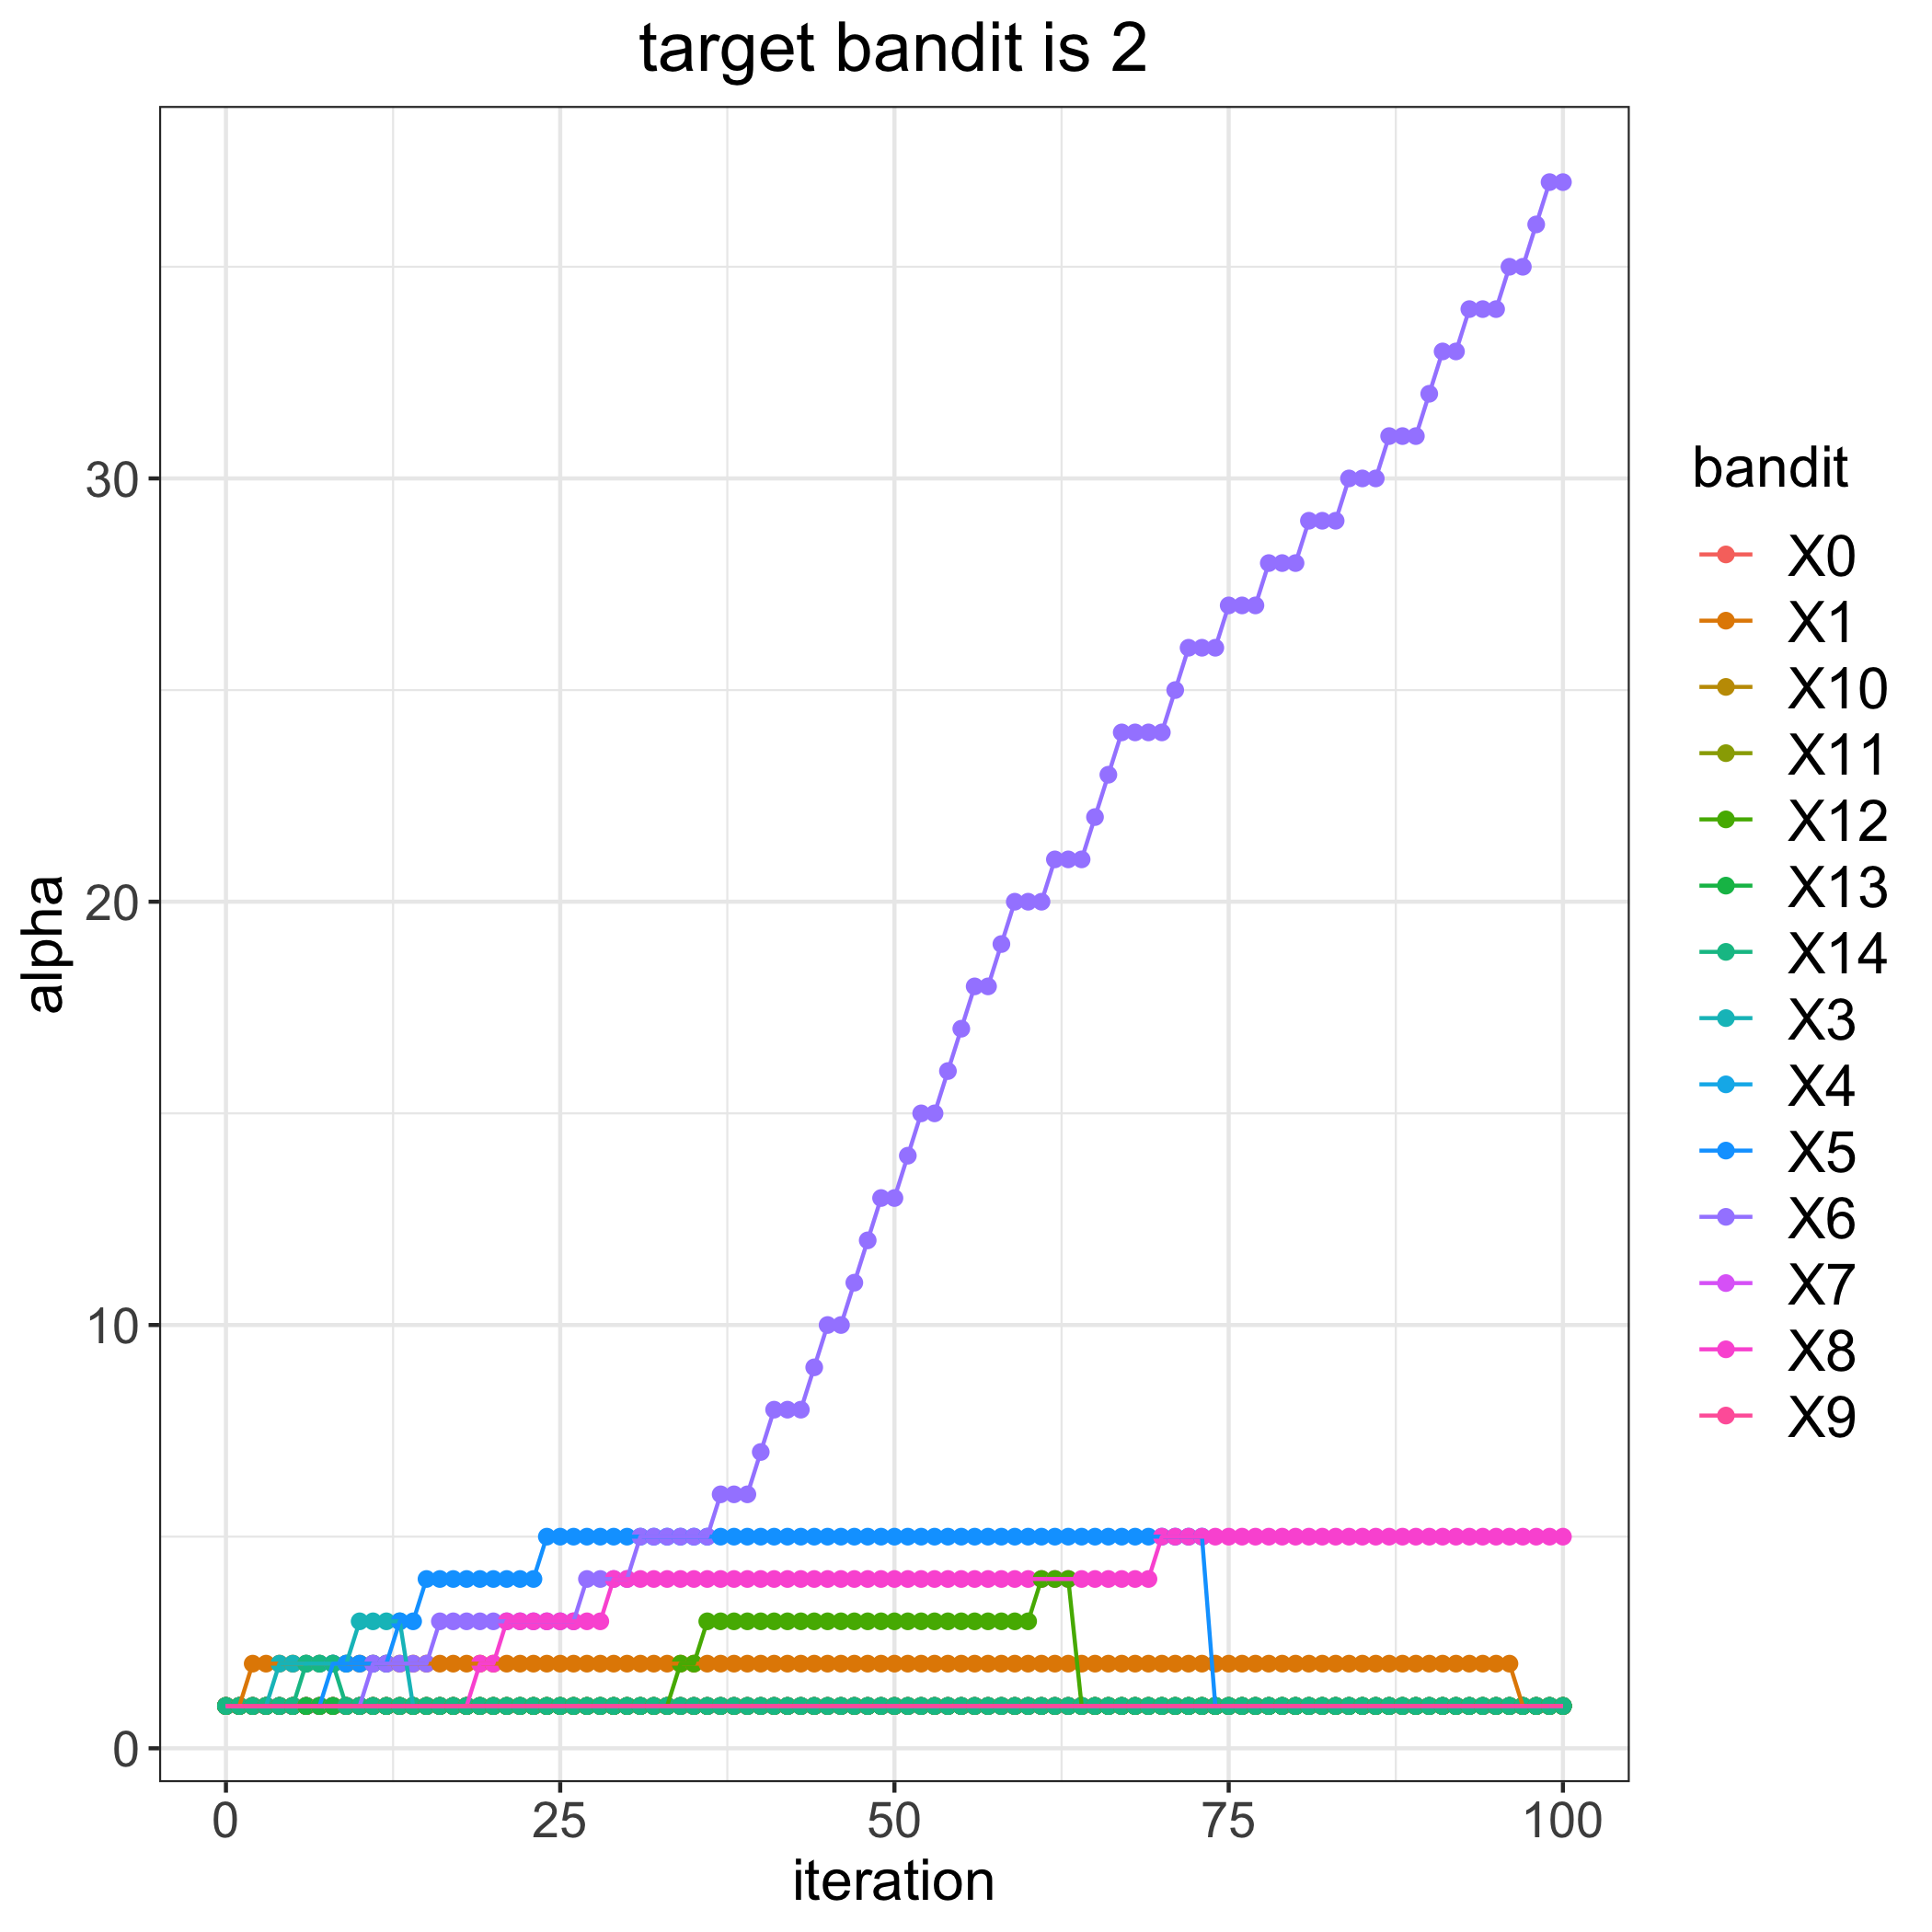 target bandit is 2
alpha
30
20
10
0
0 25 50 75 100
iteration
bandit
X0
X1
X10
X11
X12
X13
X14
X3
X4
X5
X6
X7
X8
X9